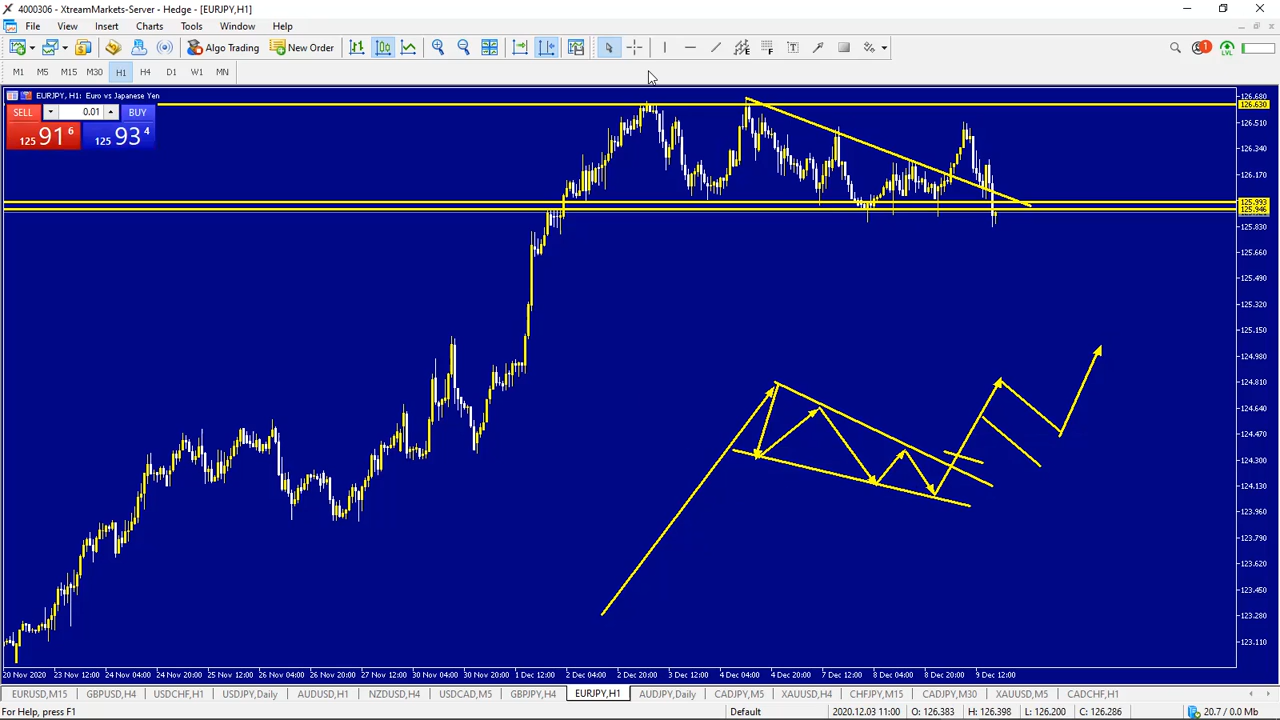 4000306 - XtreamMarkets-Server - Hedge - [EURJPY,H1]
File View Insert Charts Tools Window Help
Algo Trading New Order
1
LVL
M1 M5 M15 M30 H1 H4 D1 W1 MN
EURJPY, H1: Euro vs Japanese Yen
SELL 0.01 BUY
125 91 6 125 93 4
126.680
126.630
126.510
126.340
126.170
125.993
125.946
125.830
125.660
125.490
125.320
125.150
124.980
124.810
124.640
124.470
124.300
124.130
123.960
123.790
123.620
123.450
123.280
123.110
20 Nov 2020 23 Nov 12:00 24 Nov 04:00 24 Nov 20:00 25 Nov 12:00 26 Nov 04:00 26 Nov 20:00 27 Nov 12:00 30 Nov 04:00 30 Nov 20:00 1 Dec 12:00 2 Dec 04:00 2 Dec 20:00 3 Dec 12:00 4 Dec 04:00 4 Dec 20:00 7 Dec 12:00 8 Dec 04:00 8 Dec 20:00 9 Dec 12:00
EURUSD,M15 GBPUSD,H4 USDCHF,H1 USDJPY,Daily AUDUSD,H1 NZDUSD,H4 USDCAD,M5 GBPJPY,H4 EURJPY,H1 AUDJPY,Daily CADJPY,M5 XAUUSD,H4 CHFJPY,M15 CADJPY,M30 XAUUSD,M5 CADCHF,H1
For Help, press F1 Default 2020.12.03 11:00 O: 126.383 H: 126.398 L: 126.200 C: 126.286 20.7 / 0.0 Mb